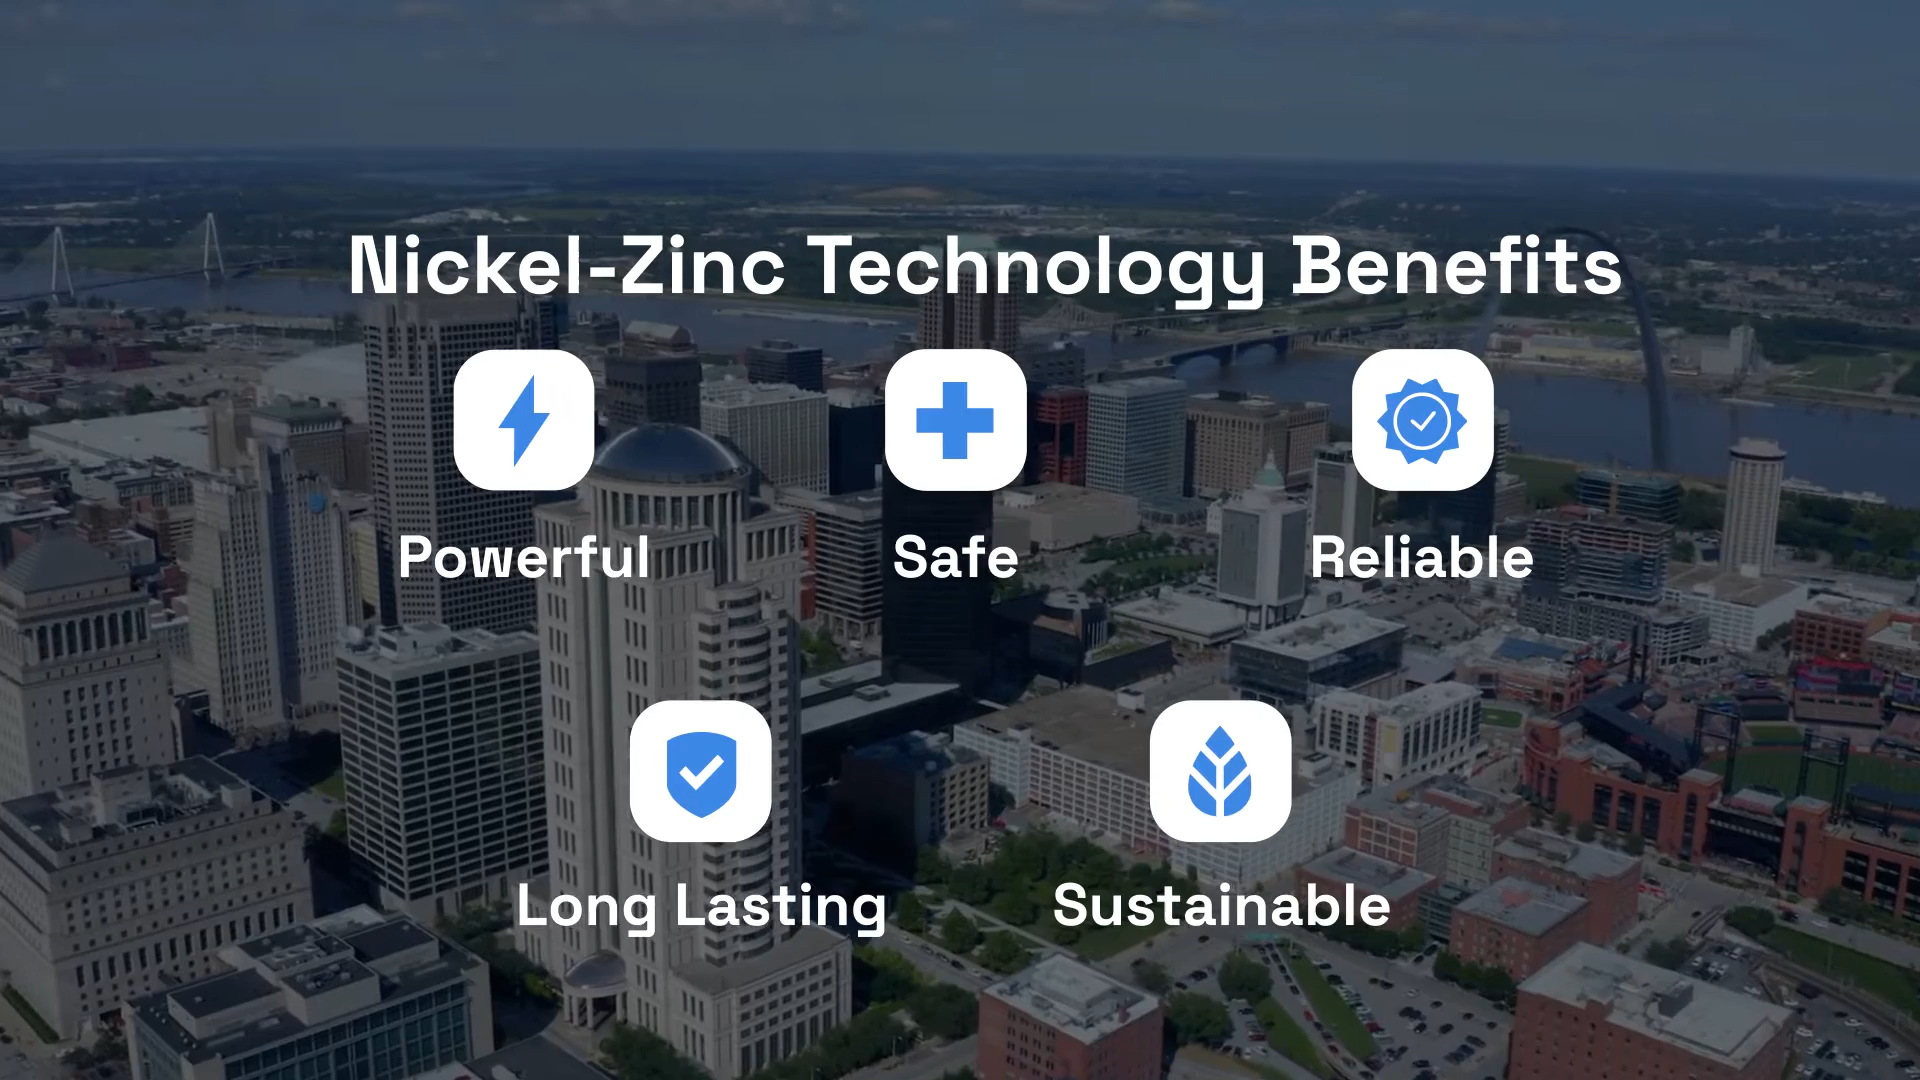 Nickel-Zinc Technology Benefits
Powerful
Safe
Reliable
Long Lasting
Sustainable